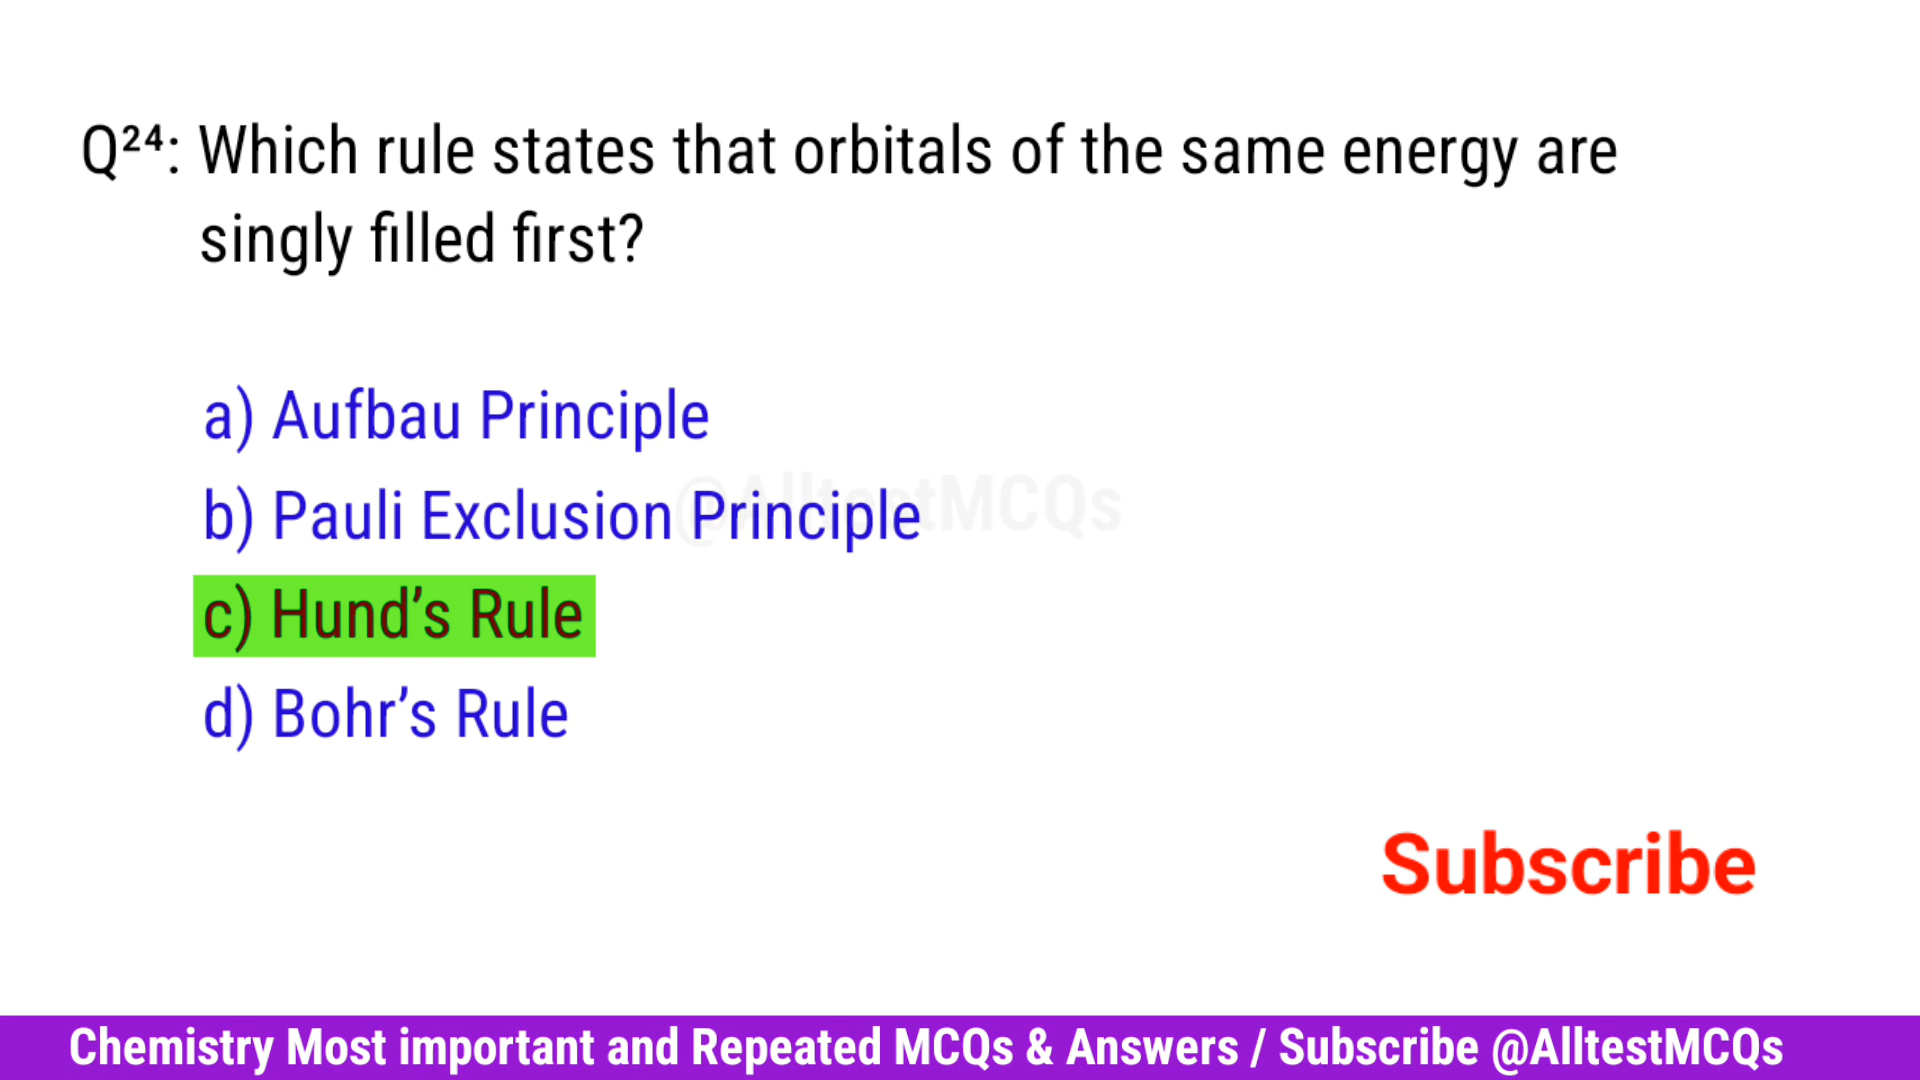 Q²⁴: Which rule states that orbitals of the same energy are
singly filled first?
a) Aufbau Principle
@AlltestMCQs
b) Pauli Exclusion Principle
c) Hund’s Rule
d) Bohr’s Rule
Subscribe
Chemistry Most important and Repeated MCQs & Answers / Subscribe @AlltestMCQs